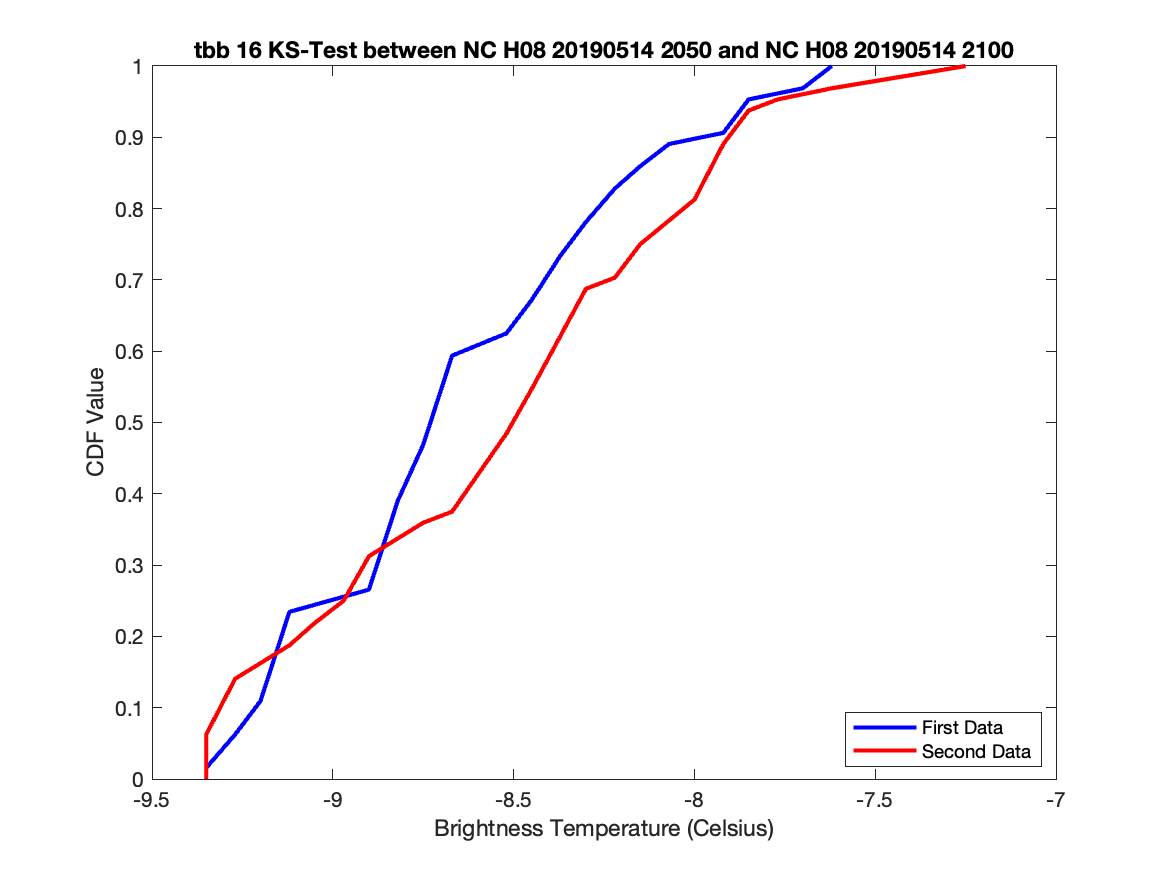 tbb 16 KS-Test between NC H08 20190514 2050 and NC H08 20190514 2100
1
0.9
0.8
0.7
0.6
0.5
0.4
0.3
0.2
0.1
0
CDF Value
First Data
Second Data
-9.5 -9 -8.5 -8 -7.5 -7
Brightness Temperature (Celsius)